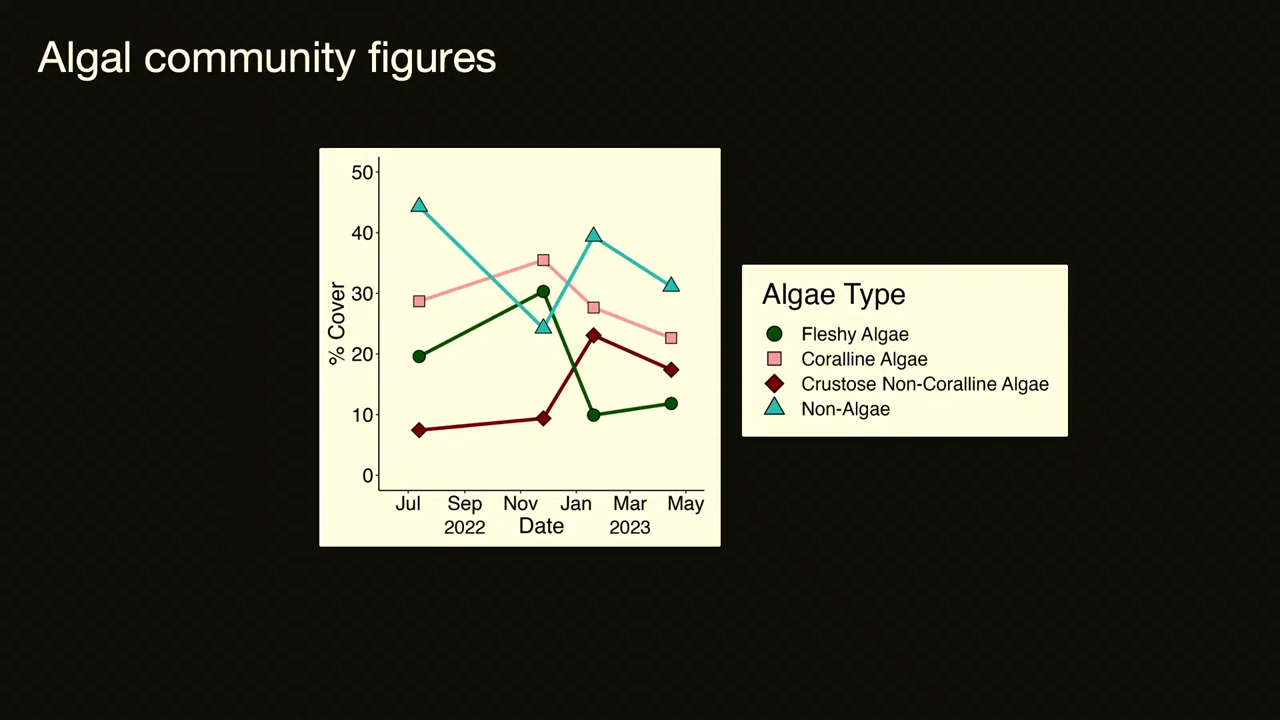 Algal community figures
50
40
30
20
10
0
% Cover
Jul Sep Nov Jan Mar May
2022 Date 2023
Algae Type
Fleshy Algae
Coralline Algae
Crustose Non-Coralline Algae
Non-Algae